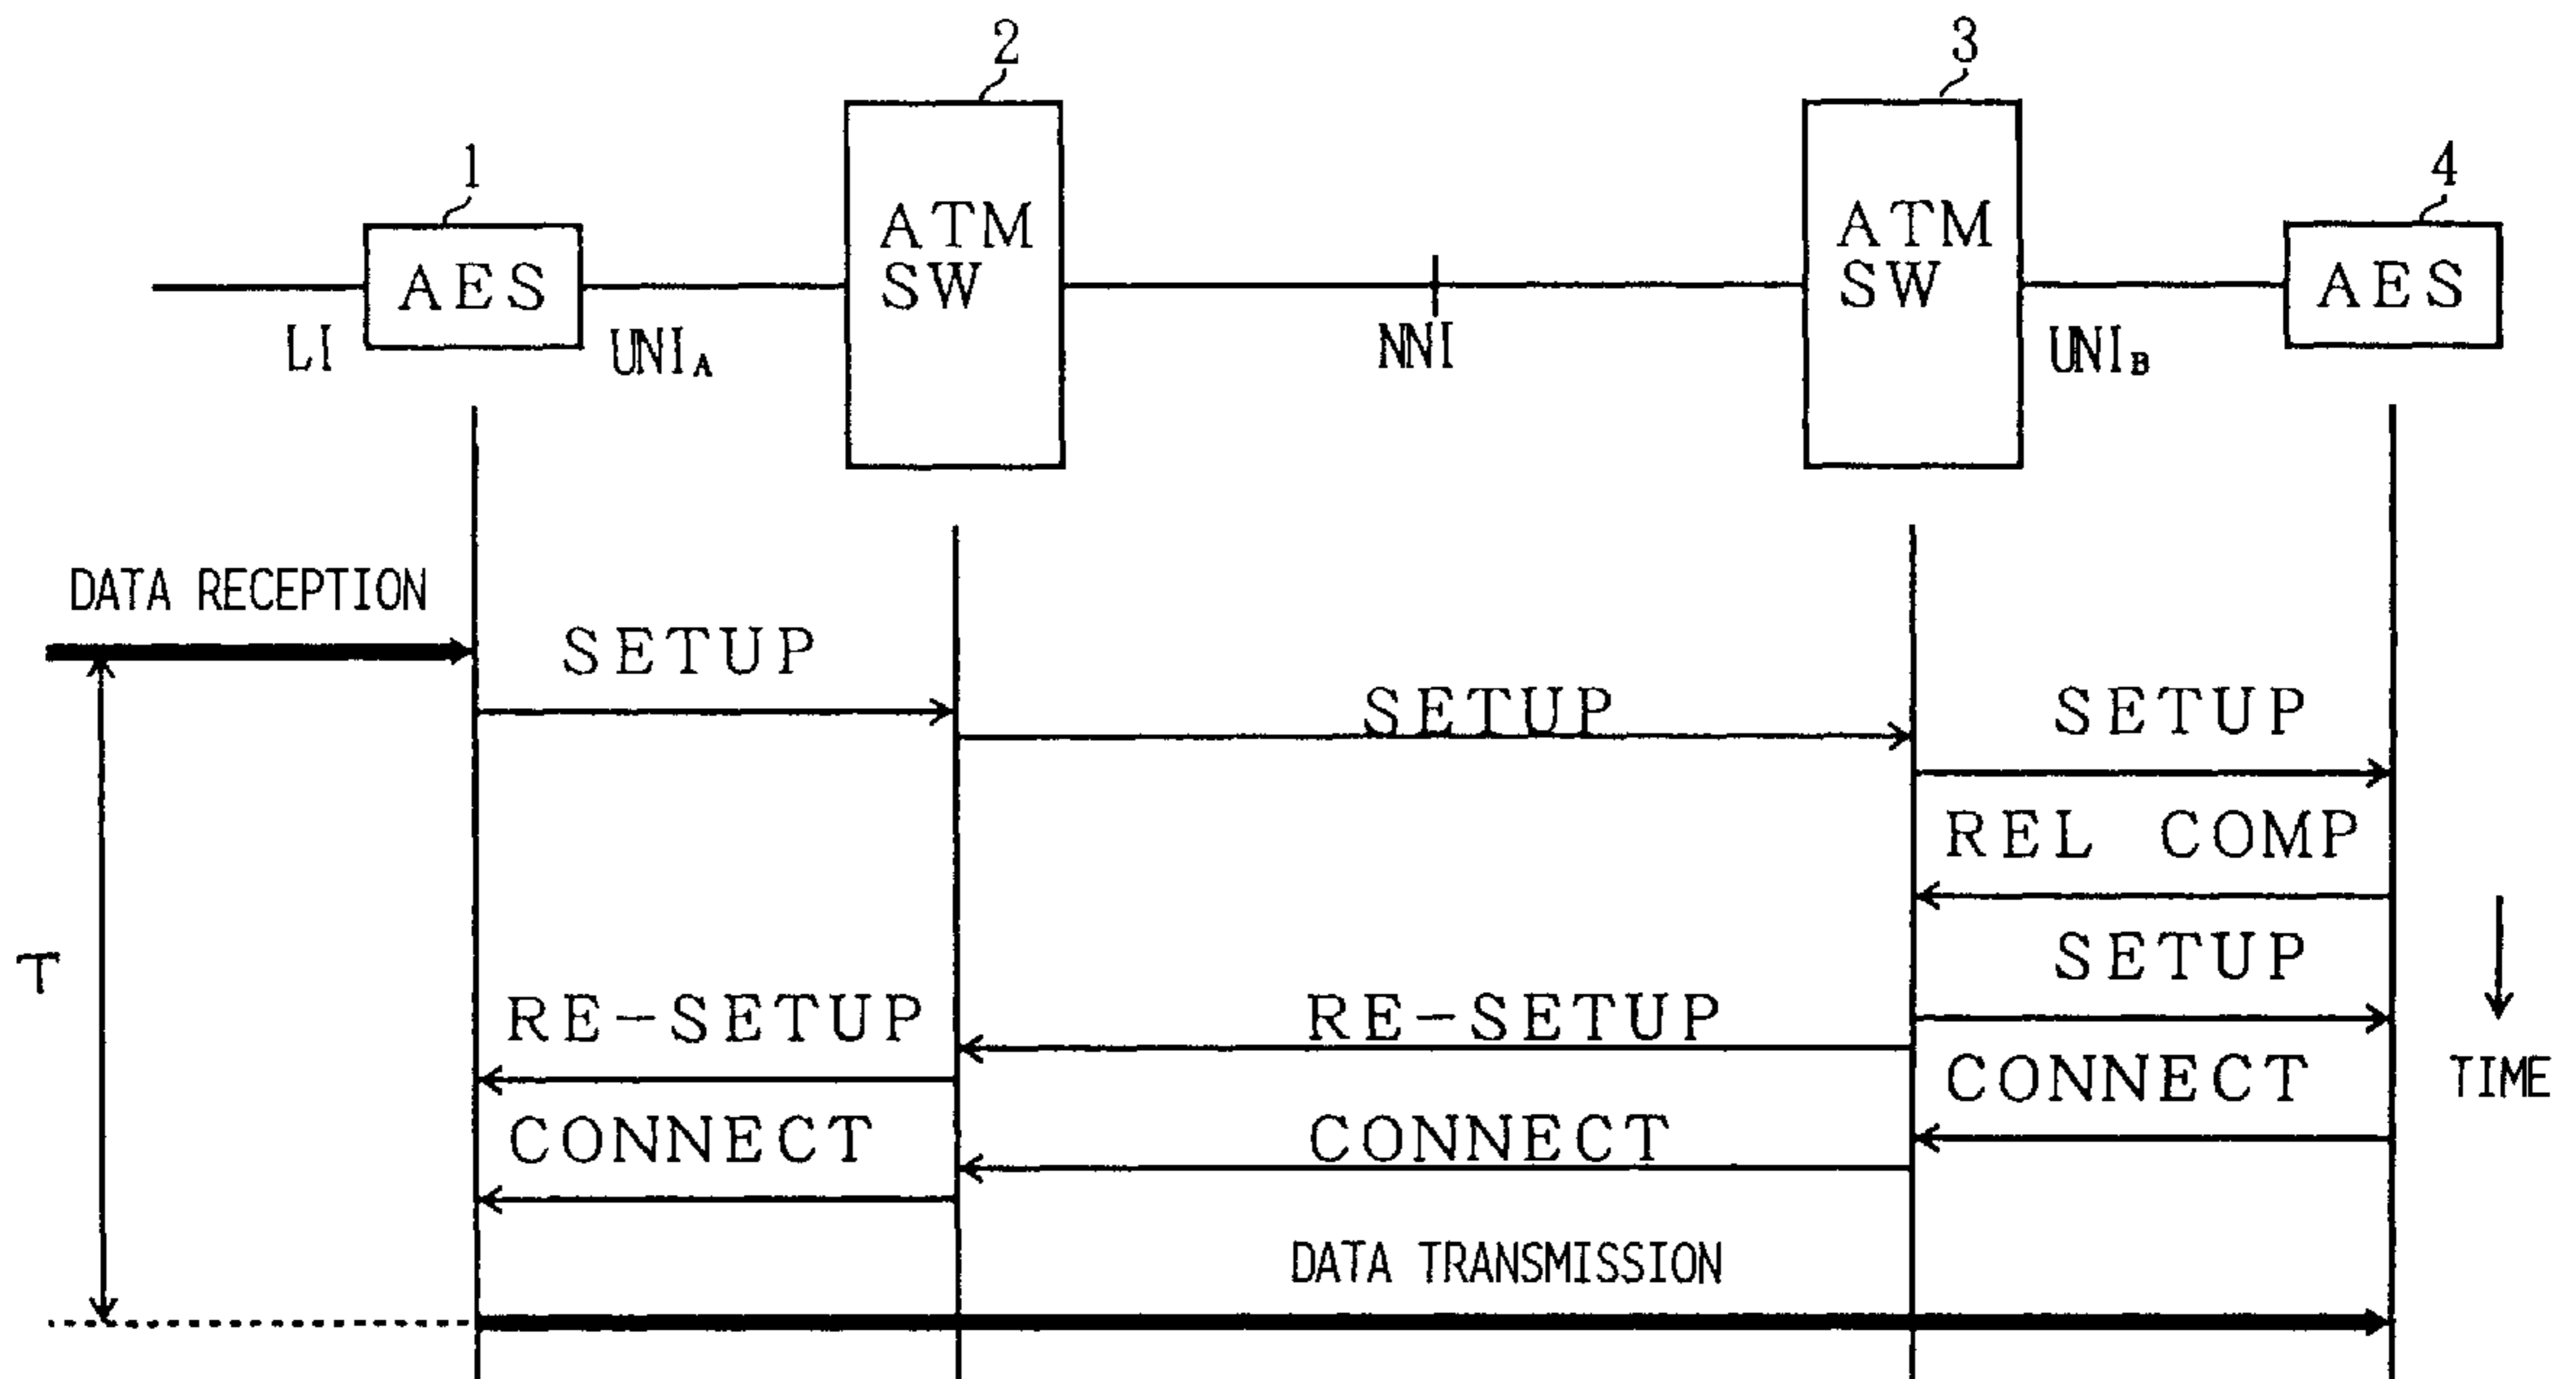 2
3
1
4
ATM
SW
ATM
SW
AES
AES
LI
UNIA
NNI
UNIB
DATA RECEPTION
SETUP
SETUP
SETUP
REL COMP
SETUP
T
RE-SETUP
RE-SETUP
CONNECT
TIME
CONNECT
CONNECT
DATA TRANSMISSION